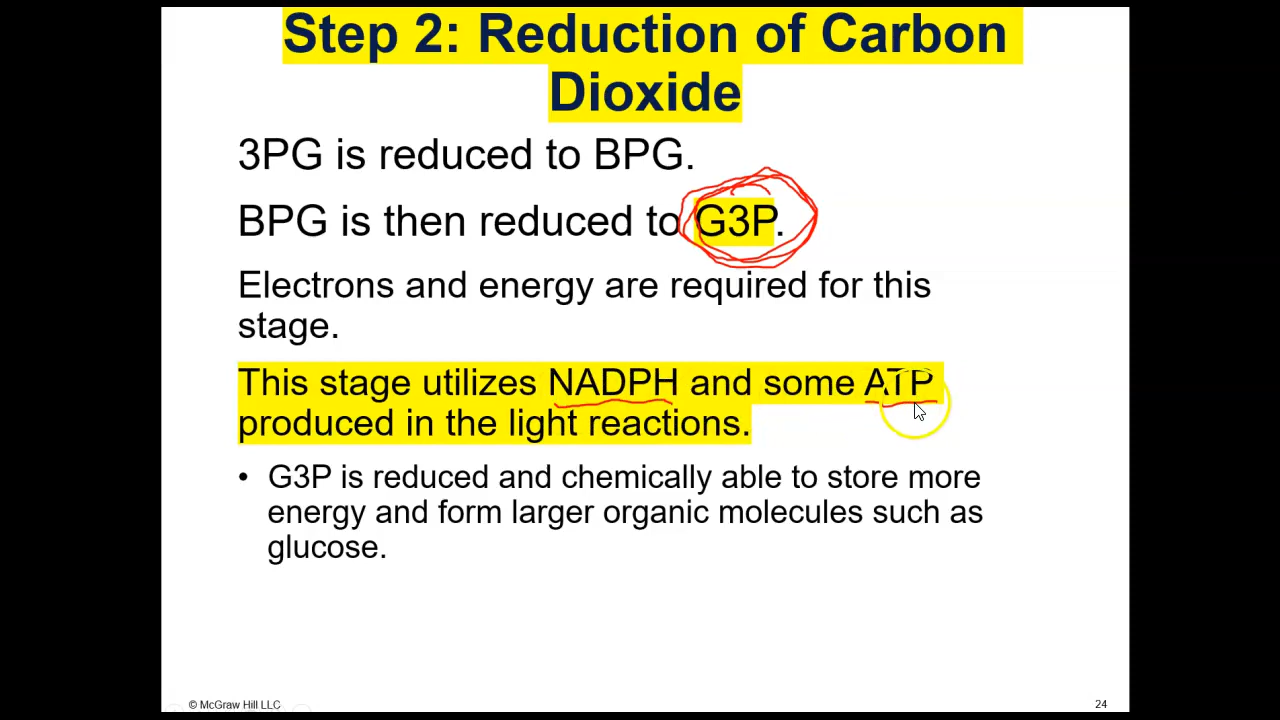 Step 2: Reduction of Carbon
Dioxide
3PG is reduced to BPG.
BPG is then reduced to G3P.
Electrons and energy are required for this
stage.
This stage utilizes NADPH and some ATP
produced in the light reactions.
• G3P is reduced and chemically able to store more
energy and form larger organic molecules such as
glucose.
© McGraw Hill LLC
24